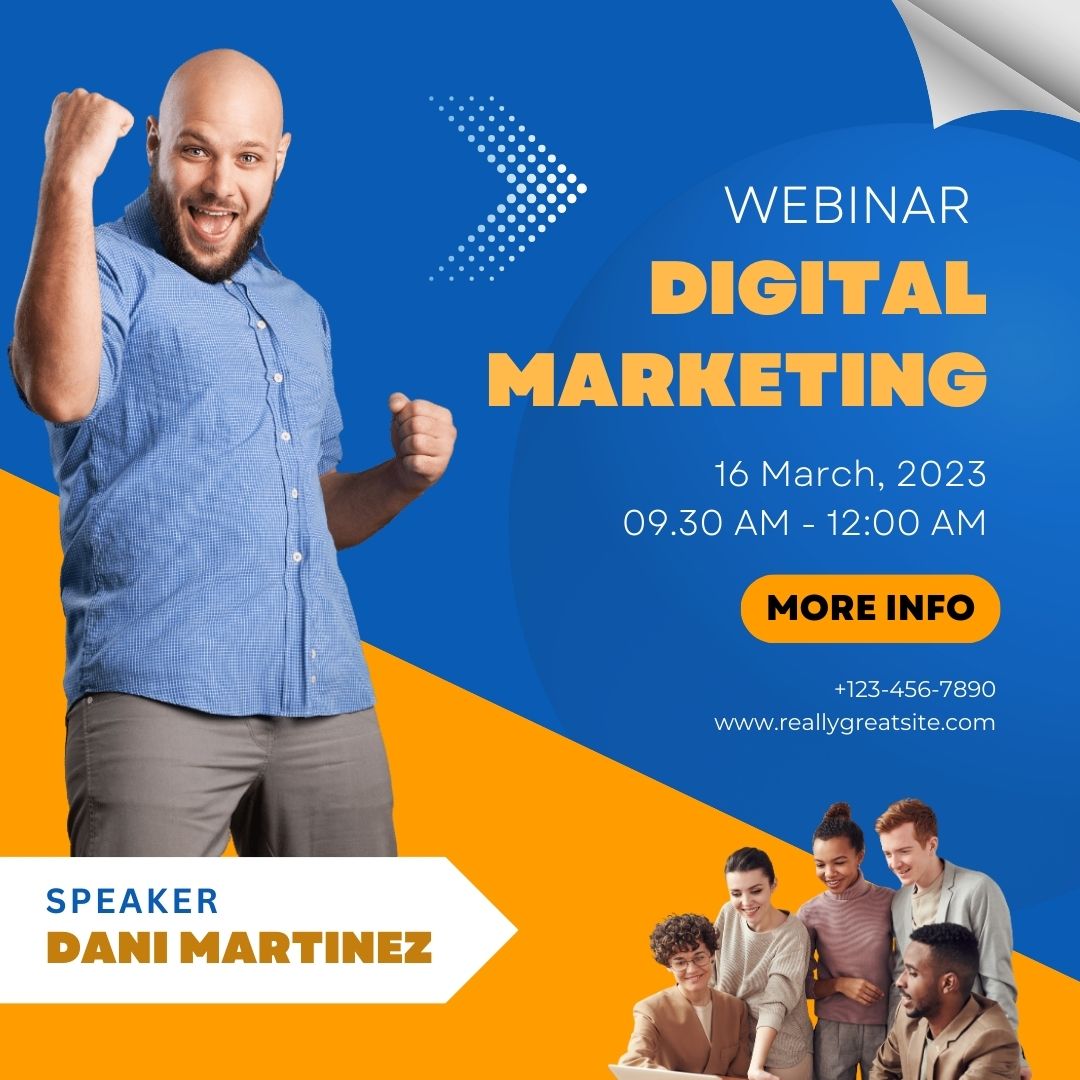 WEBINAR
DIGITAL
MARKETING
16 March, 2023
09.30 AM - 12:00 AM
MORE INFO
+123-456-7890
www.reallygreatsite.com
SPEAKER
DANI MARTINEZ